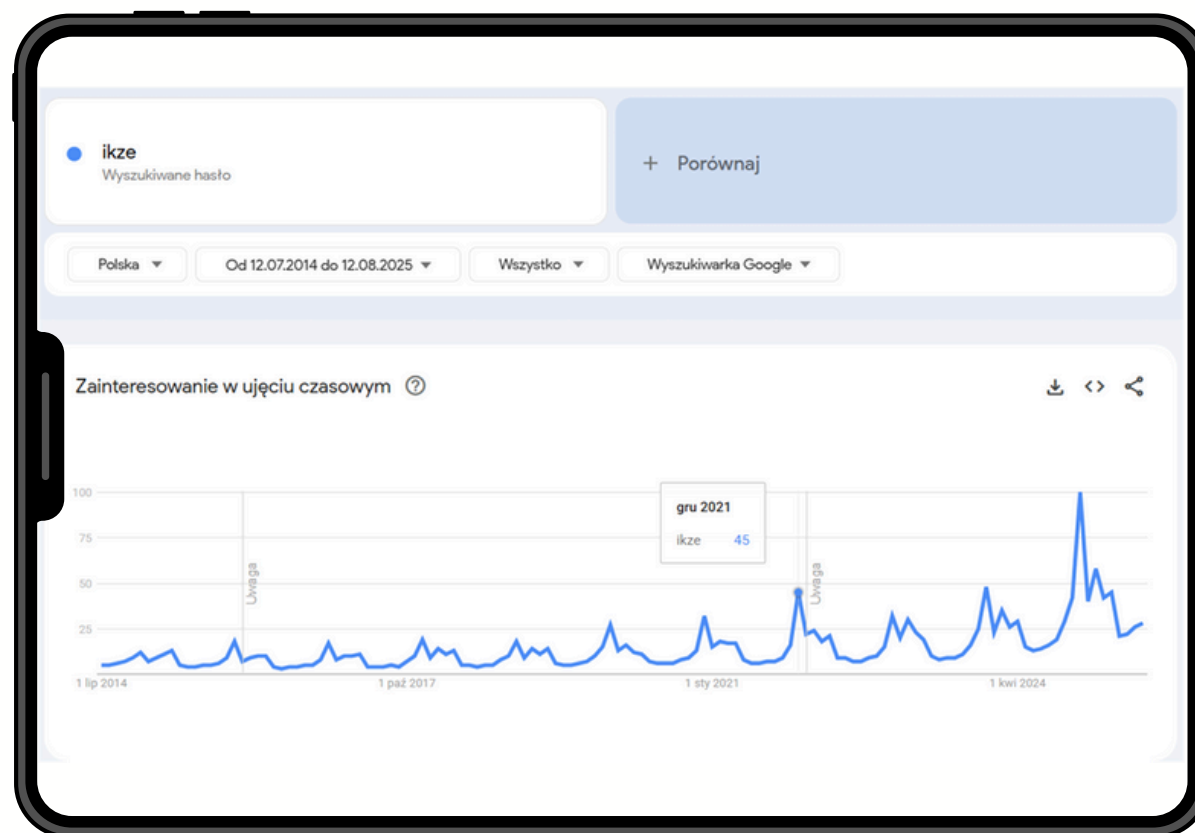 ikze
Wyszukiwane hasło
+ Porównaj
Polska
Od 12.07.2014 do 12.08.2025
Wszystko
Wyszukiwarka Google
Zainteresowanie w ujęciu czasowym
100
75
50
25
Uwaga
gru 2021
ikze 45
Uwaga
1 lip 2014
1 paź 2017
1 sty 2021
1 kwi 2024